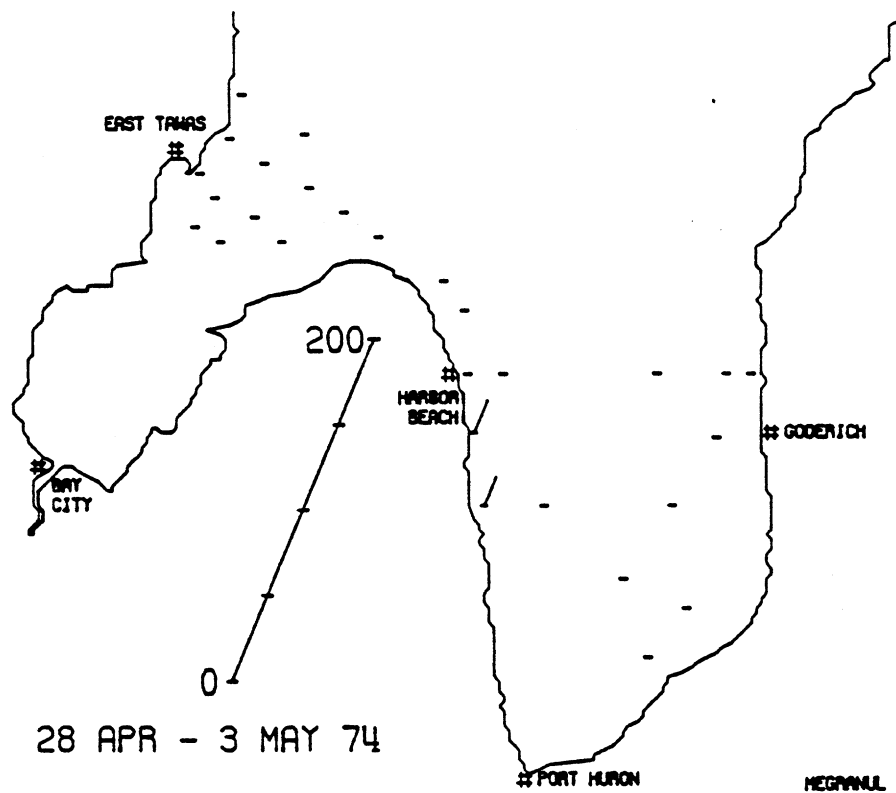 EAST TAWAS
#
200
#
HARBOR
BEACH
# GODERICH
#
BAY
CITY
0
28 APR - 3 MAY 74
# PORT HURON
MEGRANUL